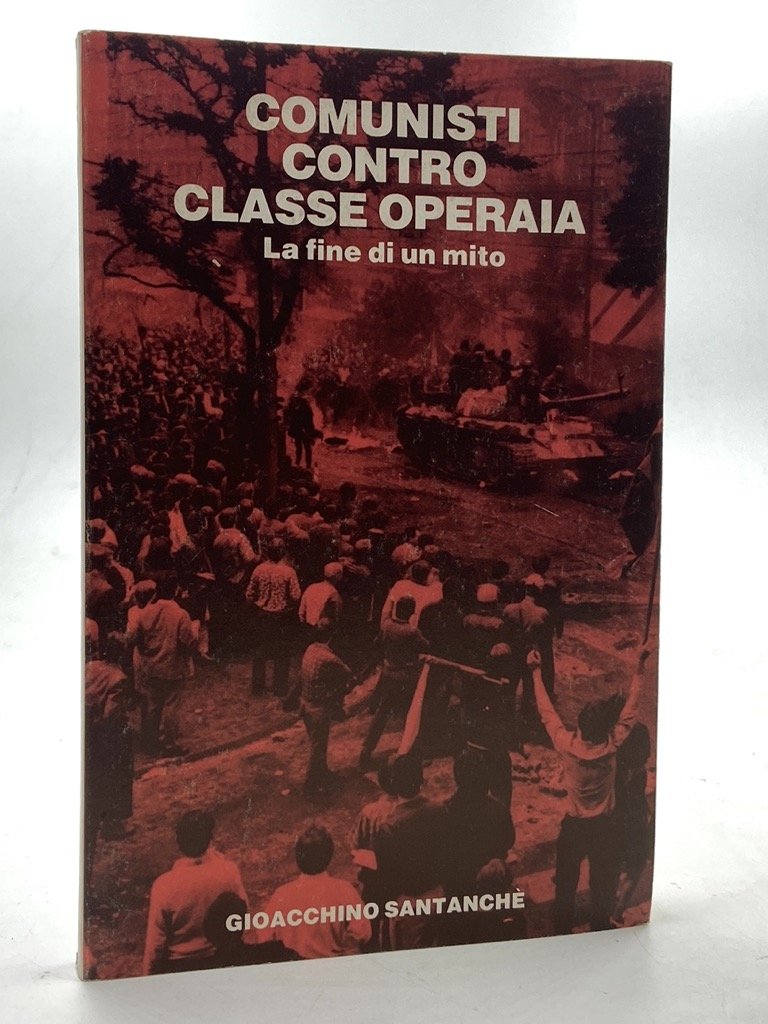 COMUNISTI
CONTRO
CLASSE OPERAIA
La fine di un mito
GIOACCHINO SANTANCHÈ